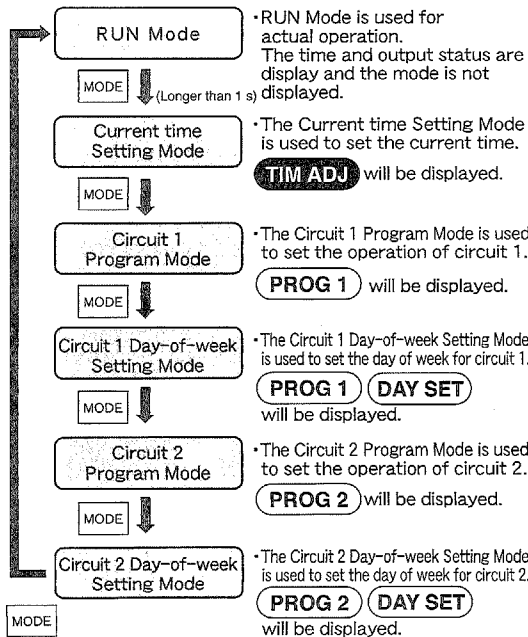 RUN Mode
・RUN Mode is used for
actual operation.
The time and output status are
display and the mode is not
displayed.
MODE
(Longer than 1 s)
Current time
Setting Mode
・The Current time Setting Mode
is used to set the current time.
TIM ADJ will be displayed.
MODE
Circuit 1
Program Mode
・The Circuit 1 Program Mode is used
to set the operation of circuit 1.
PROG 1 will be displayed.
MODE
Circuit 1 Day-of-week
Setting Mode
・The Circuit 1 Day-of-week Setting Mode
is used to set the day of week for circuit 1.
PROG 1 DAY SET
will be displayed.
MODE
Circuit 2
Program Mode
・The Circuit 2 Program Mode is used
to set the operation of circuit 2.
PROG 2 will be displayed.
MODE
Circuit 2 Day-of-week
Setting Mode
・The Circuit 2 Day-of-week Setting Mode
is used to set the day of week for circuit 2.
PROG 2 DAY SET
will be displayed.
MODE